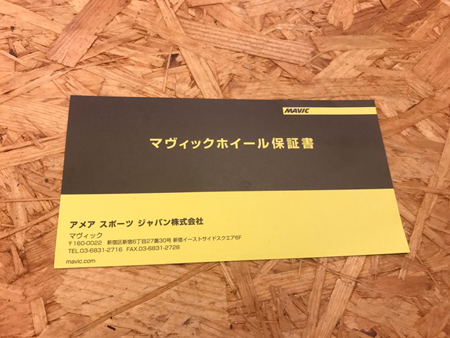 MAVIC
マヴィックホイール保証書
アメア スポーツ ジャパン株式会社
マヴィック
〒160-0022 新宿区新宿6丁目27番30号 新宿イーストサイドスクエア6F
TEL.03-6831-2716 FAX.03-6831-2728
mavic.com